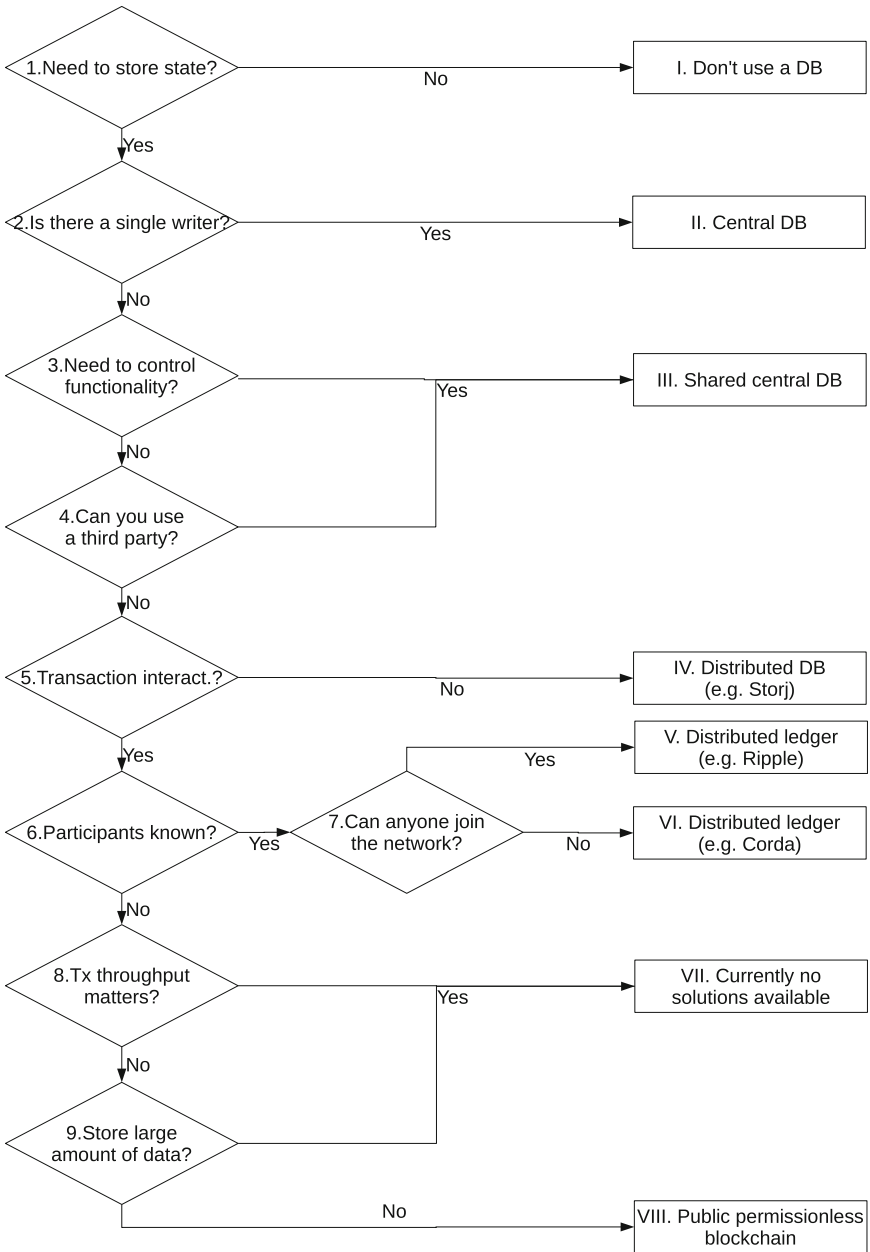 1.Need to store state?
No
I. Don't use a DB
Yes
2.Is there a single writer?
Yes
II. Central DB
No
3.Need to control
functionality?
Yes
III. Shared central DB
No
4.Can you use
a third party?
No
5.Transaction interact.?
No
IV. Distributed DB
(e.g. Storj)
Yes
V. Distributed ledger
(e.g. Ripple)
Yes
6.Participants known?
Yes
7.Can anyone join
the network?
No
VI. Distributed ledger
(e.g. Corda)
No
8.Tx throughput
matters?
Yes
VII. Currently no
solutions available
No
9.Store large
amount of data?
No
VIII. Public permissionless
blockchain